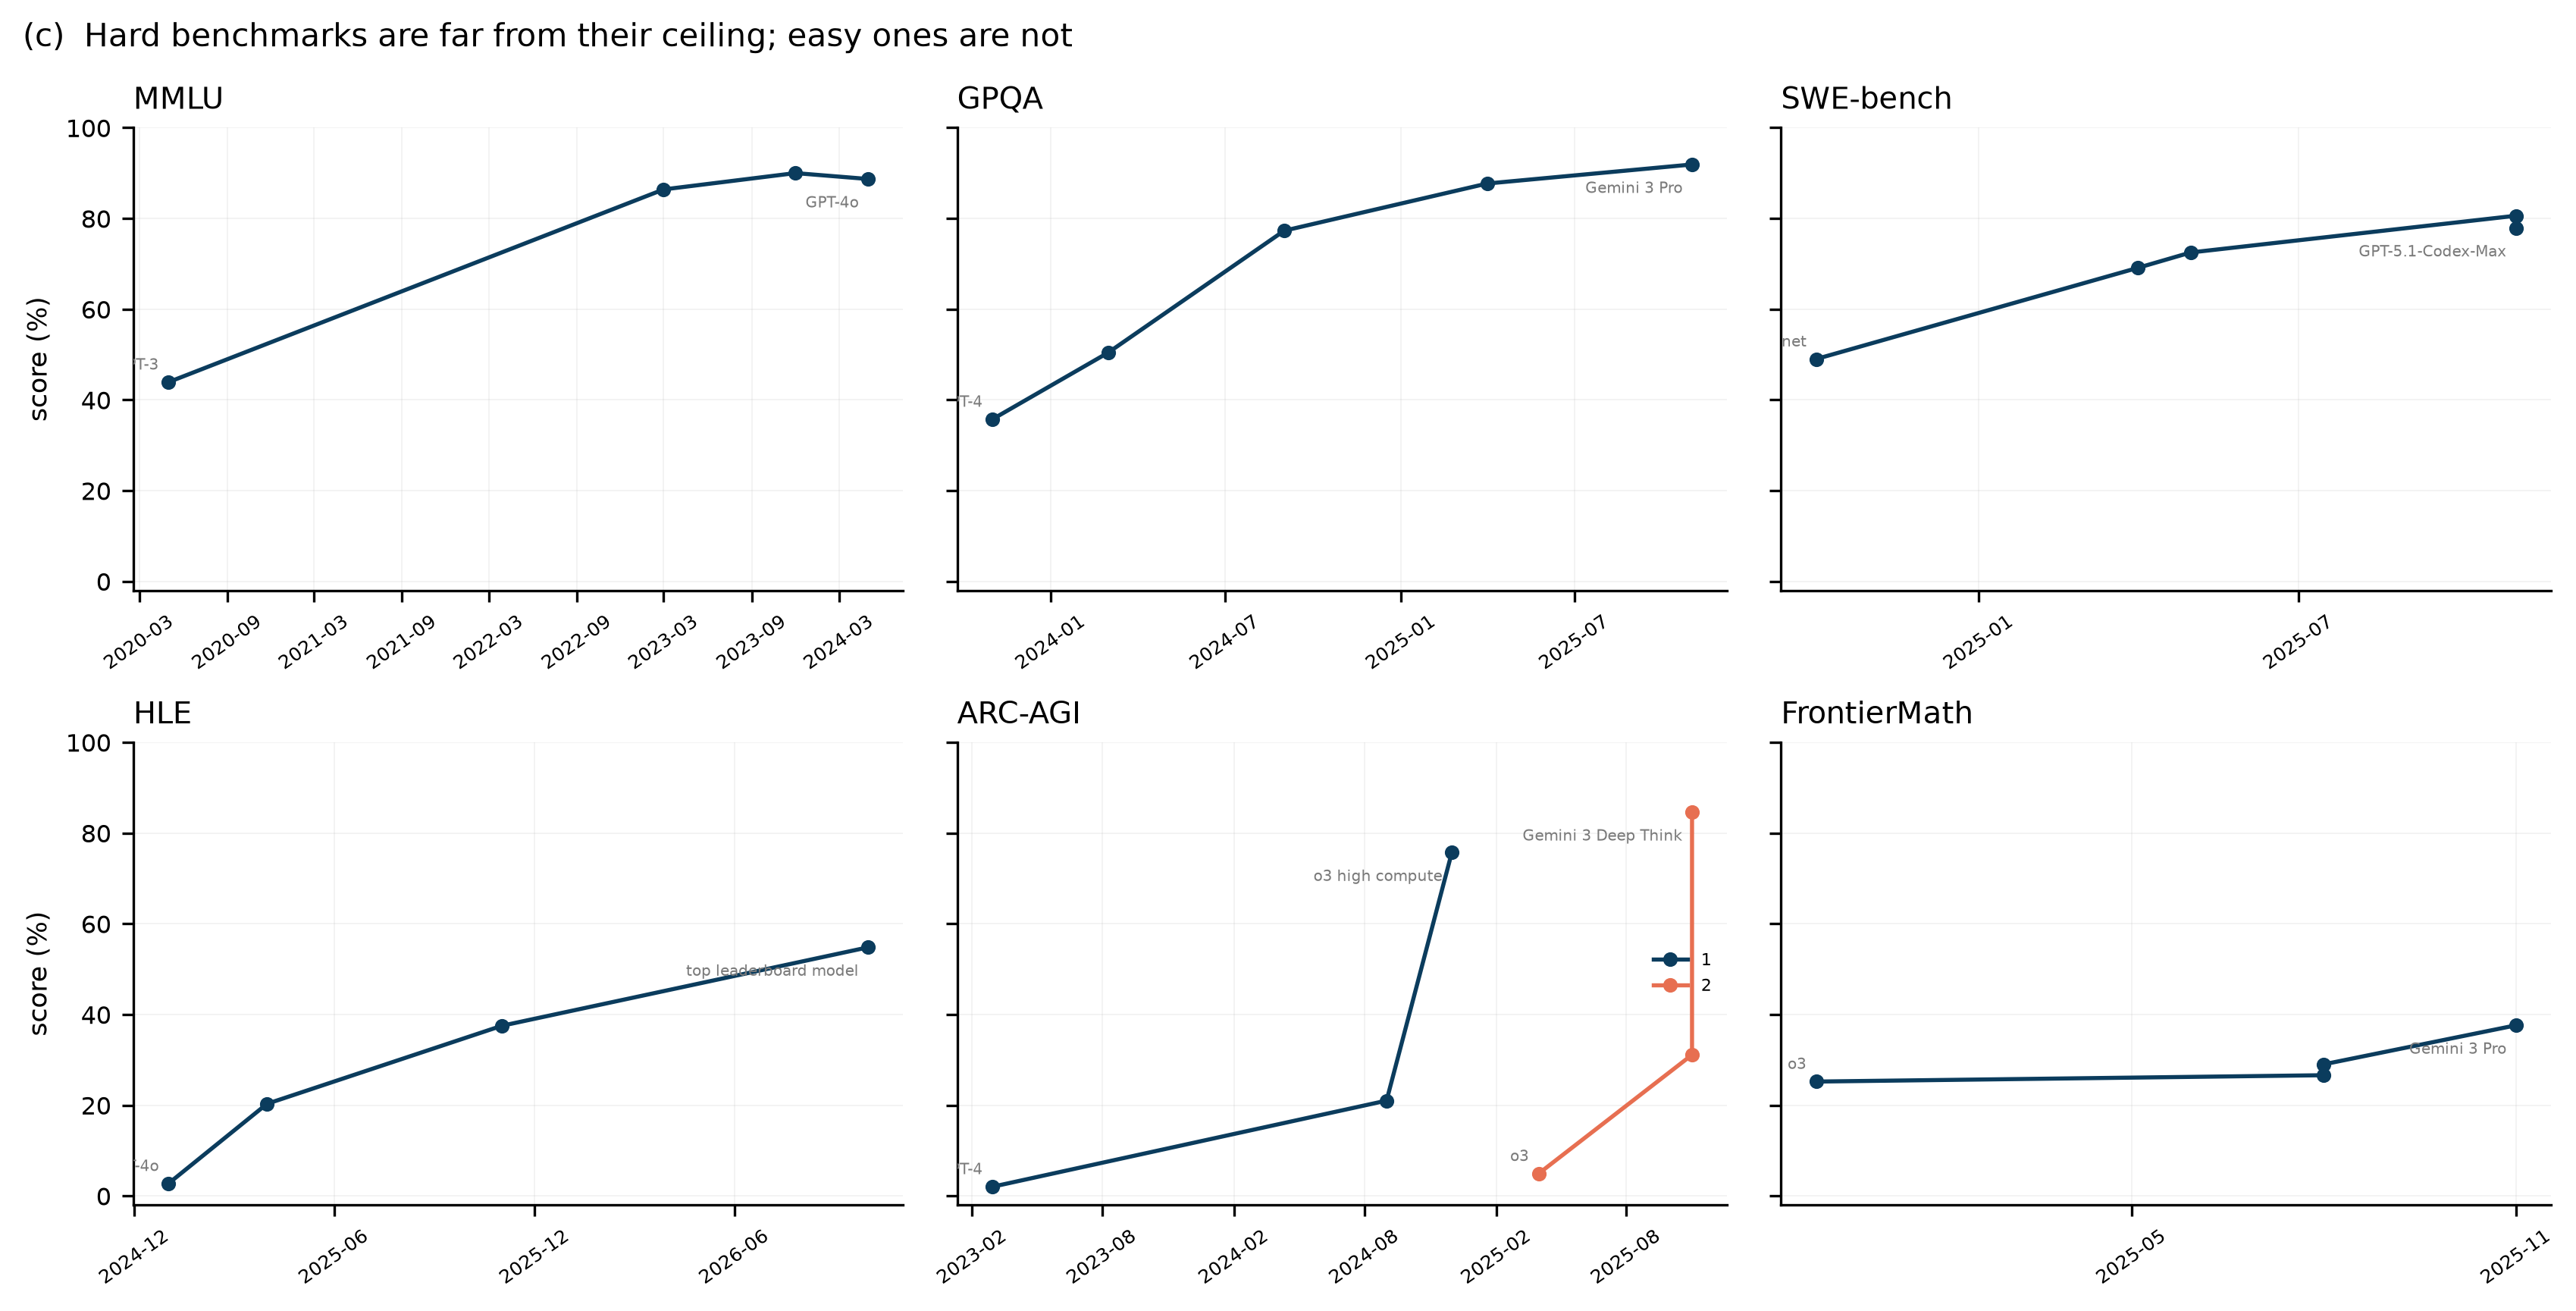 (c) Hard benchmarks are far from their ceiling; easy ones are not
MMLU
100
80
60
40
20
0
score (%)
T-3
GPT-4o
2020-03
2020-09
2021-03
2021-09
2022-03
2022-09
2023-03
2023-09
2024-03
GPQA
T-4
Gemini 3 Pro
2024-01
2024-07
2025-01
2025-07
SWE-bench
net
GPT-5.1-Codex-Max
2025-01
2025-07
HLE
100
80
60
40
20
0
score (%)
-4o
top leaderboard model
2024-12
2025-06
2025-12
2026-06
ARC-AGI
T-4
o3 high compute
Gemini 3 Deep Think
o3
1
2
2023-02
2023-08
2024-02
2024-08
2025-02
2025-08
FrontierMath
o3
Gemini 3 Pro
2025-05
2025-11